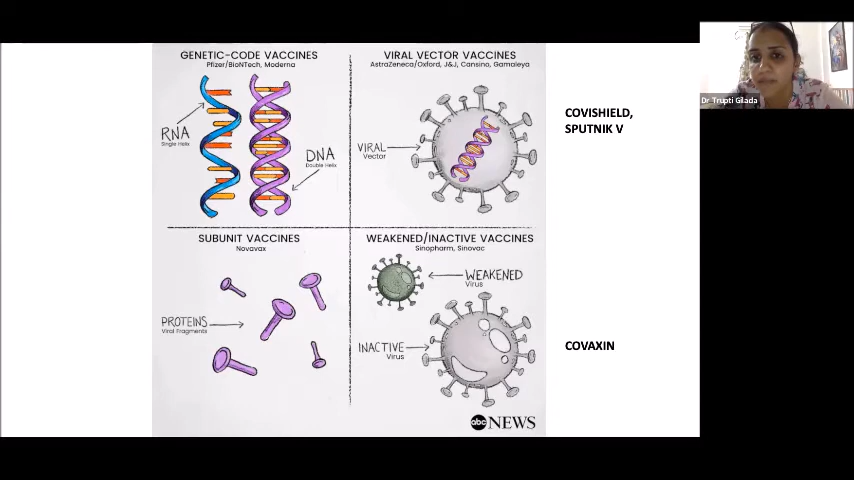 GENETIC-CODE VACCINES
Pfizer/BioNTech, Moderna
RNA
Single Helix
DNA
Double Helix
VIRAL VECTOR VACCINES
AstraZeneca/Oxford, J&J, Cansino, Gamaleya
VIRAL
Vector
COVISHIELD,
SPUTNIK V
SUBUNIT VACCINES
Novavax
PROTEINS
Viral Fragments
WEAKENED/INACTIVE VACCINES
Sinopharm, Sinovac
WEAKENED
Virus
INACTIVE
Virus
COVAXIN
abc NEWS
Dr Trupti Gilada